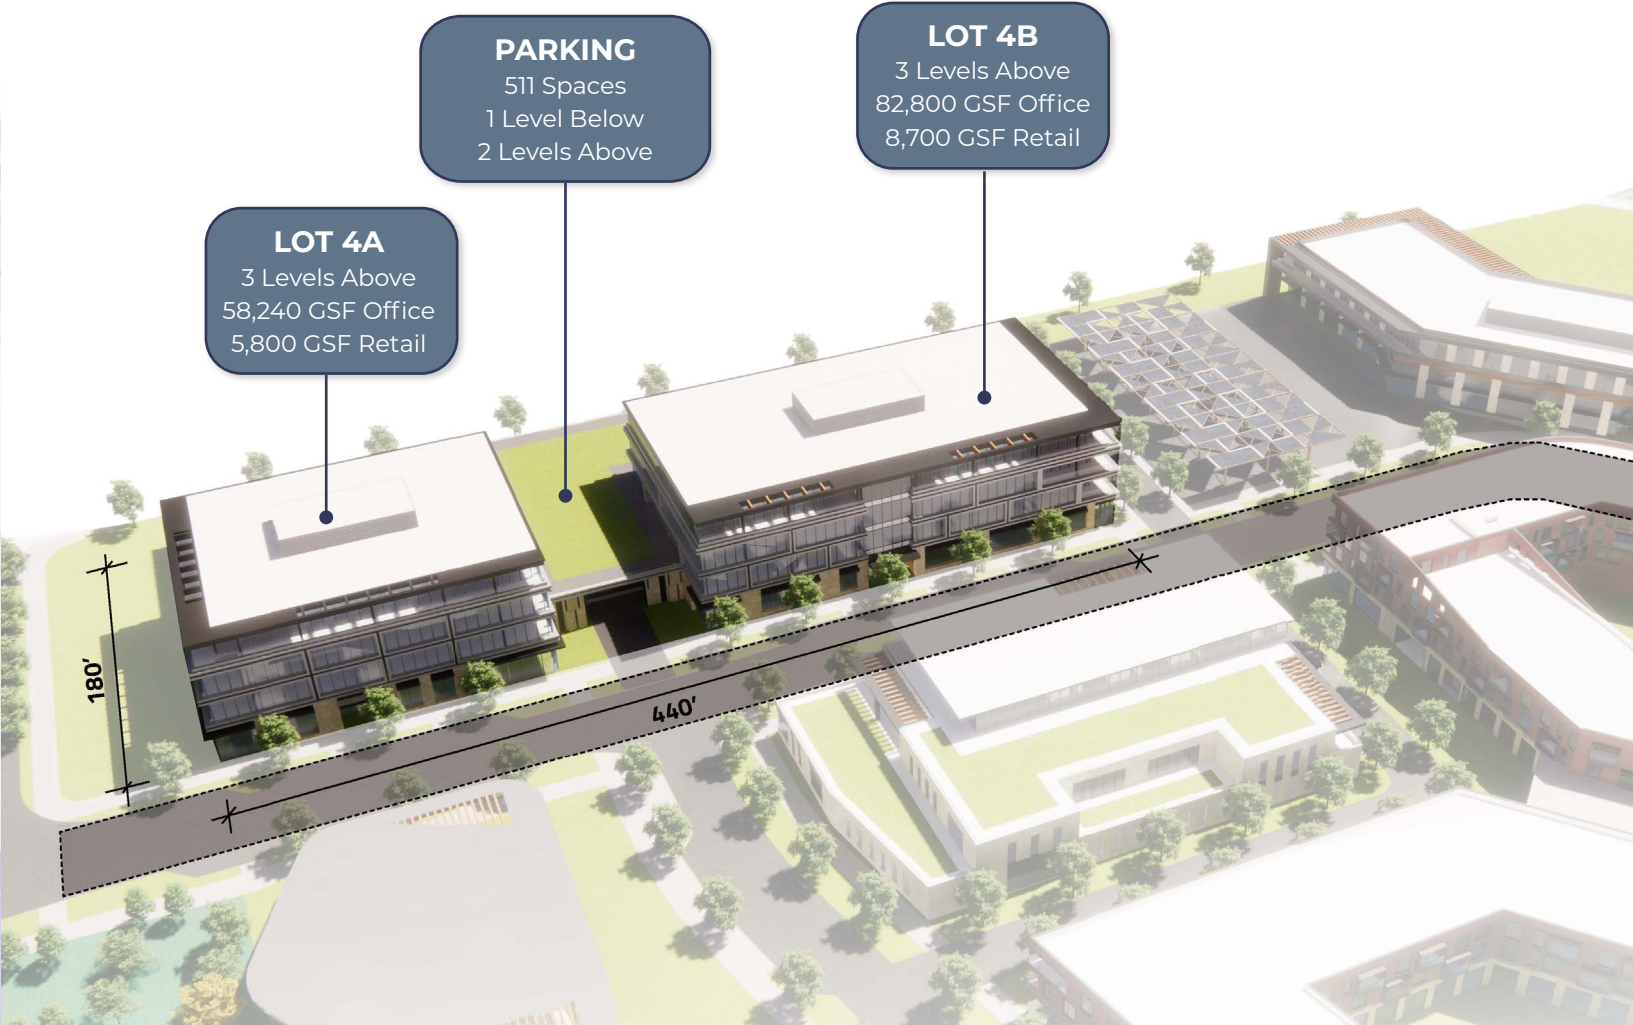 PARKING
511 Spaces
1 Level Below
2 Levels Above
LOT 4B
3 Levels Above
82,800 GSF Office
8,700 GSF Retail
LOT 4A
3 Levels Above
58,240 GSF Office
5,800 GSF Retail
180'
440'